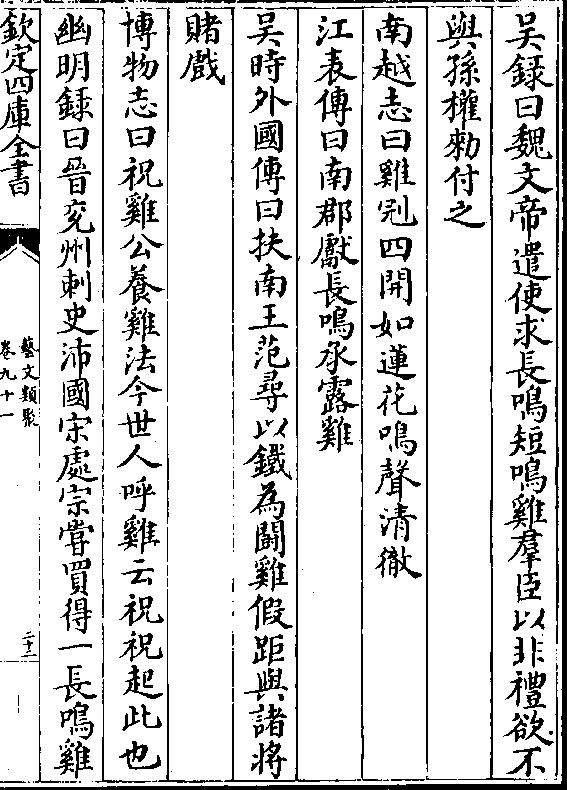 吴録曰魏文帝遣使求長鳴短鳴雞羣臣以非禮欲不
與孫權勑付之
南越志曰雞冠四開如蓮花鳴聲清徹
江表傳曰南郡獻長鳴承露雞
吴時外國傳曰扶南王范尋以鐵為鬭雞假距與諸將
賭戲
博物志曰祝雞公養雞法今世人呼雞云祝祝起此也
幽明録曰晉兖州刺史沛國宋處宗嘗買得一長鳴雞
欽定四庫全書
藝文類聚
卷九十一
二十二